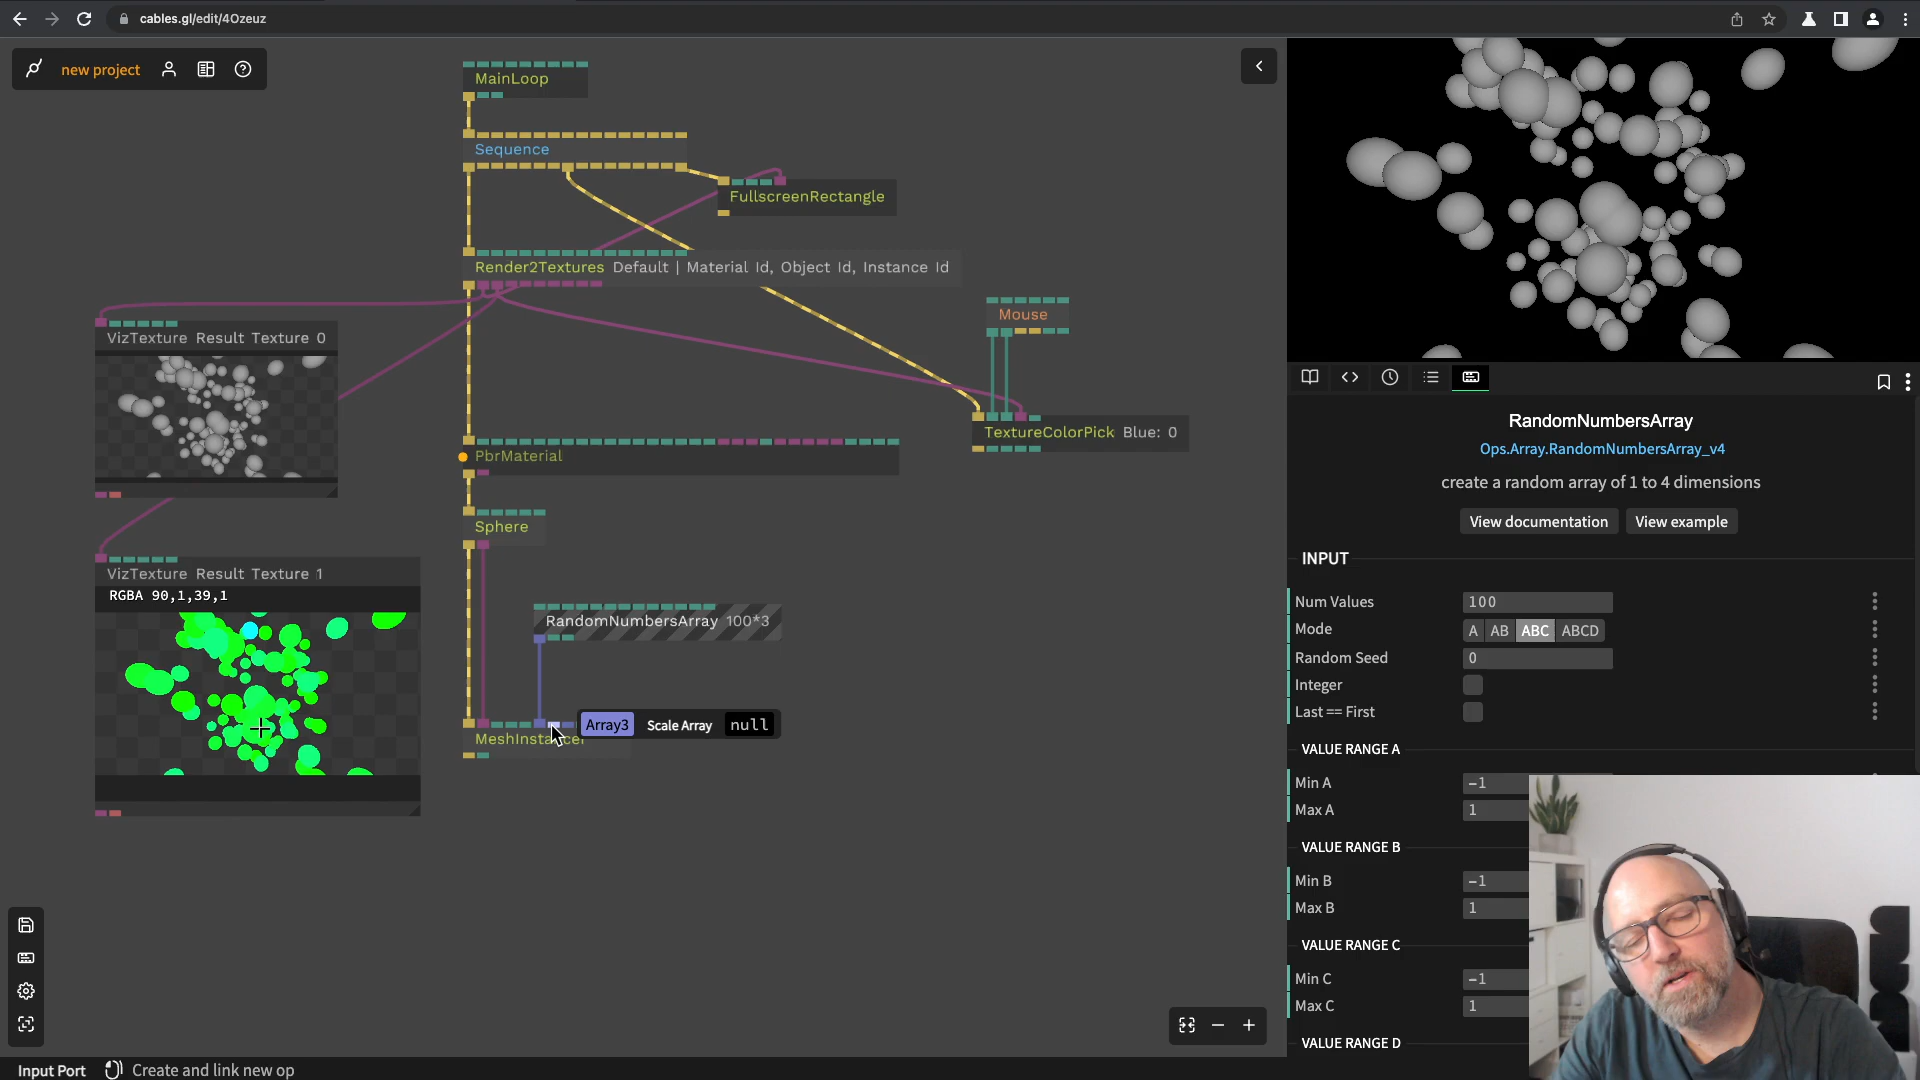 cables.gl/edit/4Ozeuz
new project
MainLoop
Sequence
FullscreenRectangle
Render2Textures Default | Material Id, Object Id, Instance Id
Mouse
VizTexture Result Texture 0
TextureColorPick Blue: 0
PbrMaterial
Sphere
VizTexture Result Texture 1
RGBA 90,1,39,1
RandomNumbersArray 100*3
Array3 Scale Array null
MeshInstancer
Input Port Create and link new op
RandomNumbersArray
Ops.Array.RandomNumbersArray_v4
create a random array of 1 to 4 dimensions
View documentation View example
INPUT
Num Values 100
Mode A AB ABC ABCD
Random Seed 0
Integer
Last == First
VALUE RANGE A
Min A -1
Max A 1
VALUE RANGE B
Min B -1
Max B 1
VALUE RANGE C
Min C -1
Max C 1
VALUE RANGE D